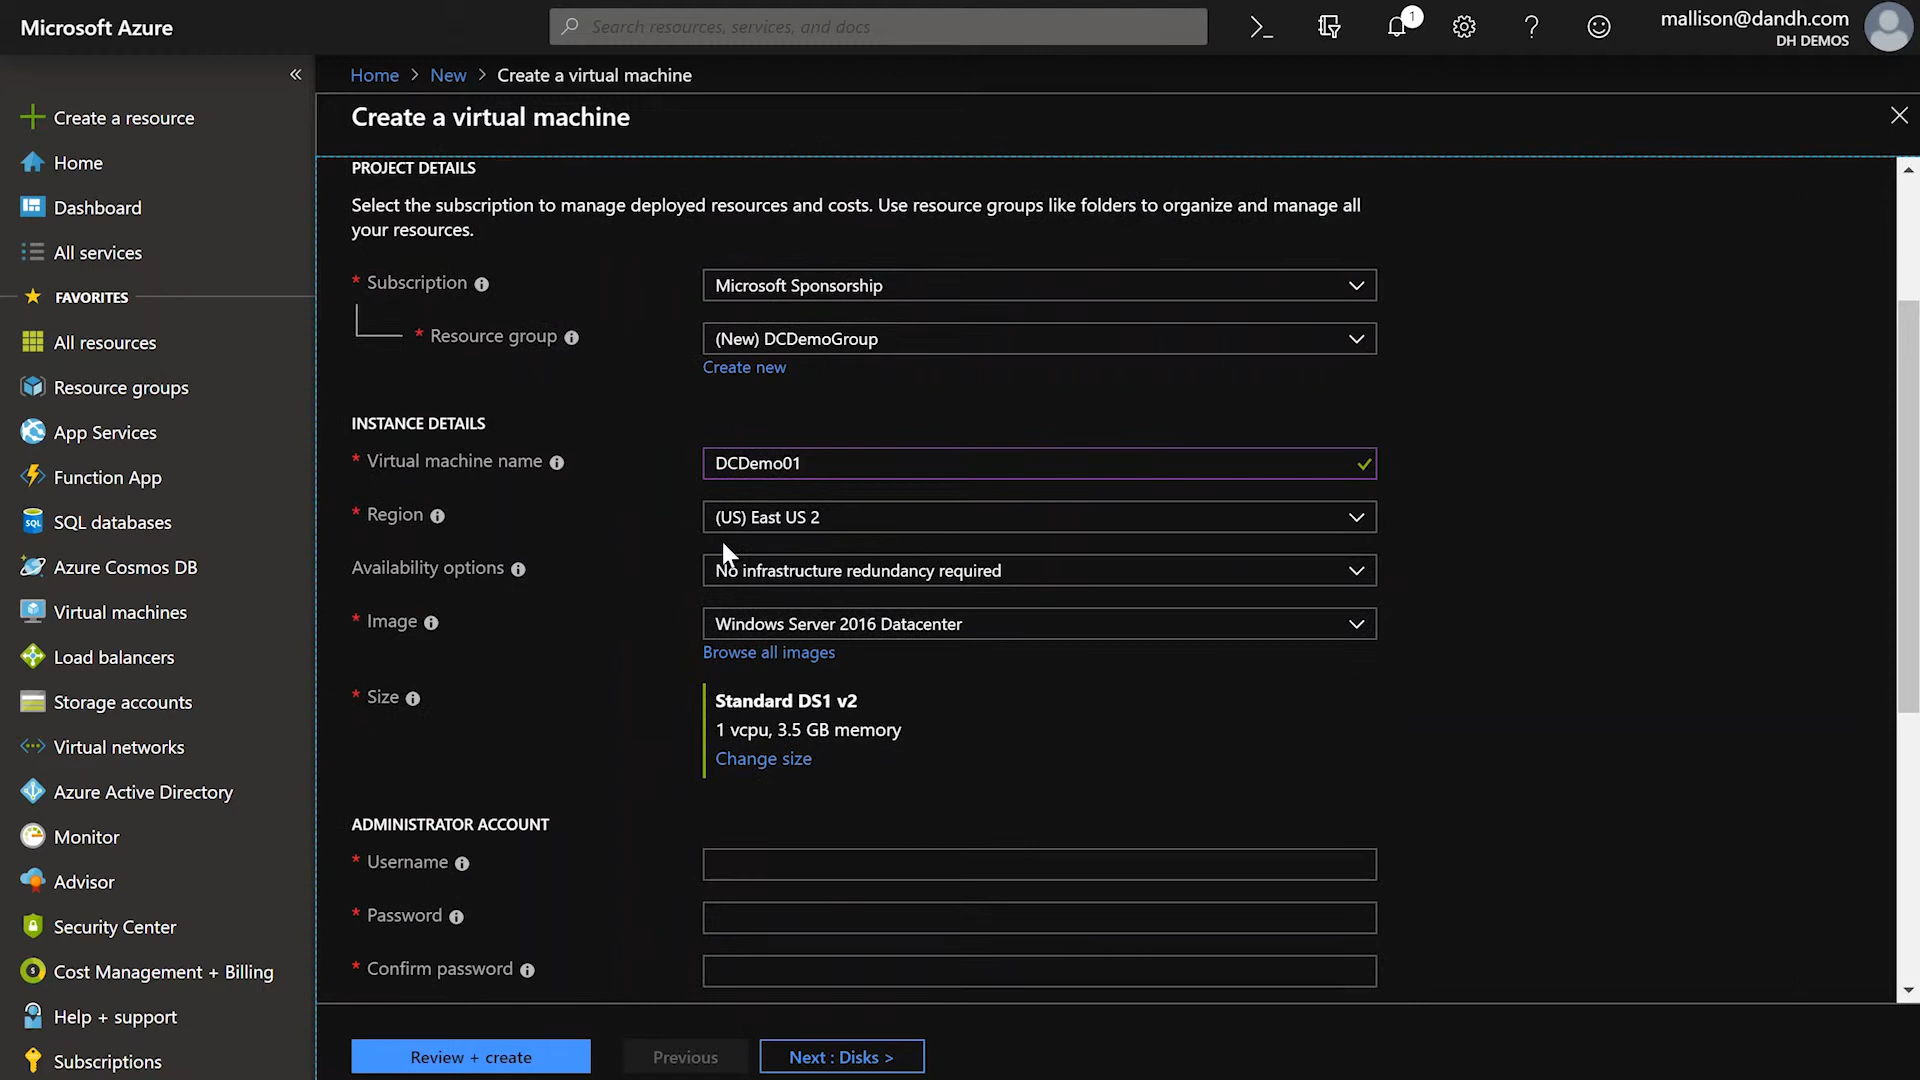 Microsoft Azure
Search resources, services, and docs
1
mallison@dandh.com
DH DEMOS
«
Home > New > Create a virtual machine
Create a virtual machine
Create a resource
Home
Dashboard
All services
FAVORITES
All resources
Resource groups
App Services
Function App
SQL databases
Azure Cosmos DB
Virtual machines
Load balancers
Storage accounts
Virtual networks
Azure Active Directory
Monitor
Advisor
Security Center
Cost Management + Billing
Help + support
Subscriptions
PROJECT DETAILS
Select the subscription to manage deployed resources and costs. Use resource groups like folders to organize and manage all
your resources.
* Subscription
Microsoft Sponsorship
* Resource group
(New) DCDemoGroup
Create new
INSTANCE DETAILS
* Virtual machine name
DCDemo01
* Region
(US) East US 2
Availability options
No infrastructure redundancy required
* Image
Windows Server 2016 Datacenter
Browse all images
* Size
Standard DS1 v2
1 vcpu, 3.5 GB memory
Change size
ADMINISTRATOR ACCOUNT
* Username
* Password
* Confirm password
Review + create
Previous
Next : Disks >